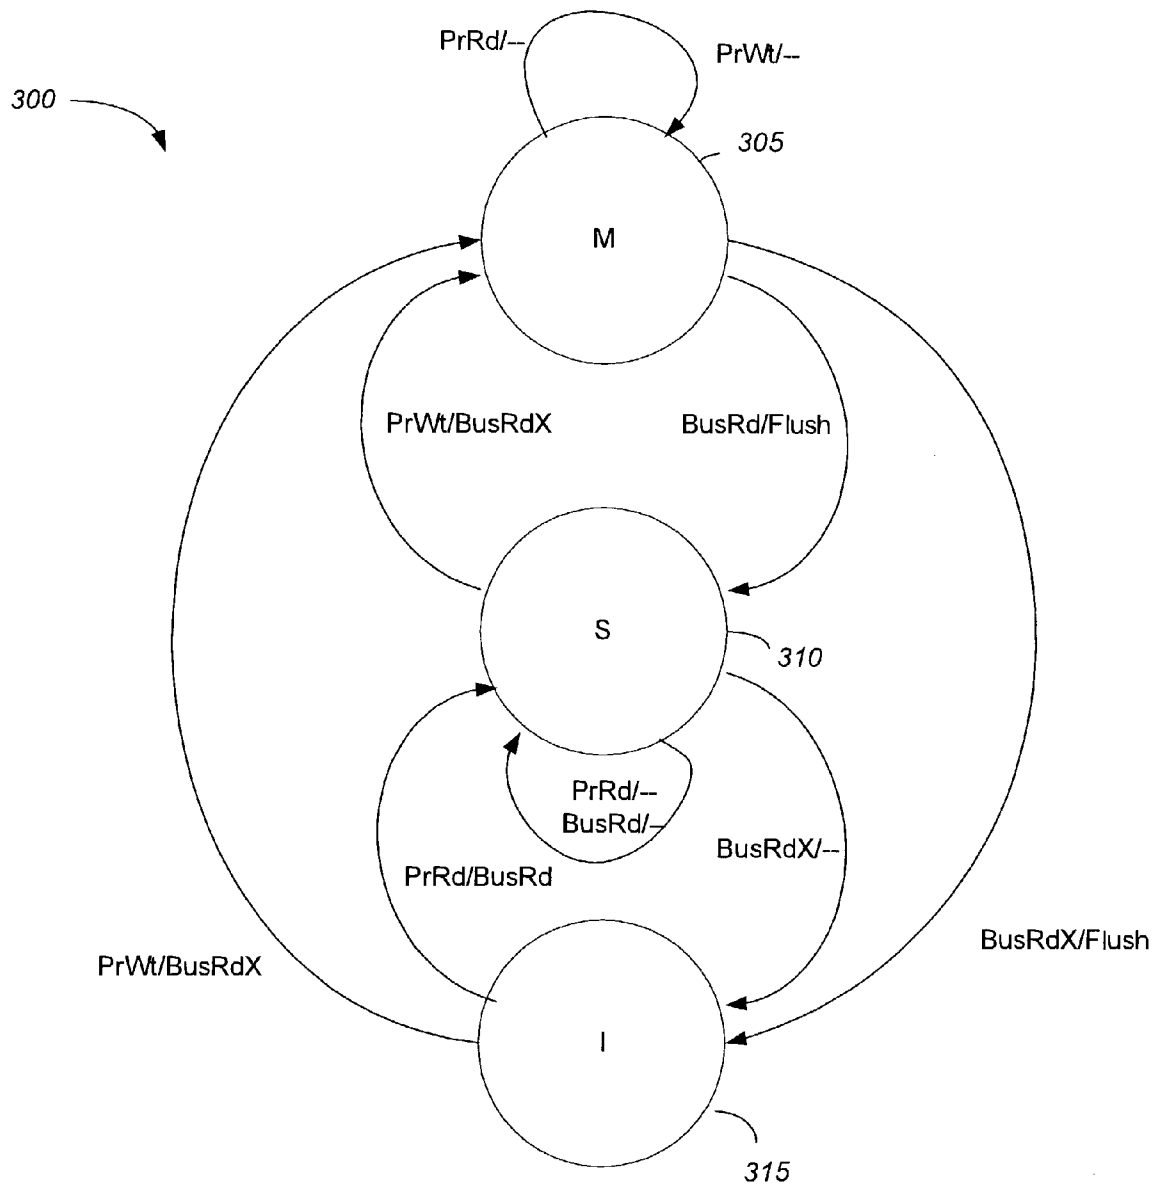 PrRd/--
PrWt/--
300
305
M
PrWt/BusRdX
BusRd/Flush
S
310
PrRd/--
BusRd/--
BusRdX/--
PrRd/BusRd
BusRdX/Flush
PrWt/BusRdX
I
315